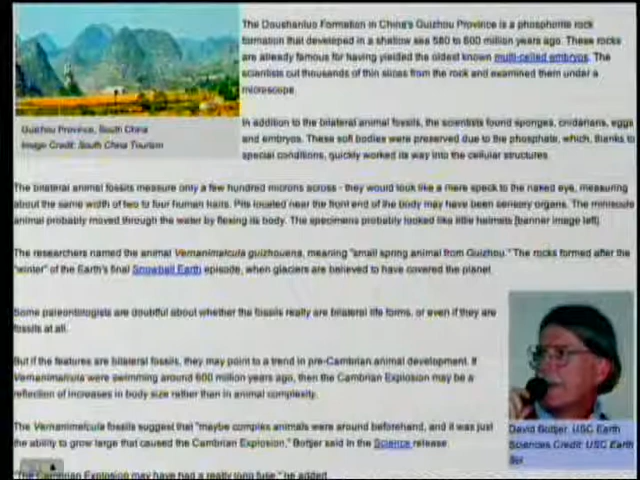 The Doushantuo Formation in China's Guizhou Province is a phosphorite rock
formation that developed in a shallow sea 580 to 600 million years ago. These rocks
are already famous for having yielded the oldest known multi-celled embryos. The
scientists cut thousands of thin slices from the rock and examined them under a
microscope.
Guizhou Province, South China
Image Credit: South China Tourism
In addition to the bilateral animal fossils, the scientists found sponges, cnidarians, eggs
and embryos. These soft bodies were preserved due to the phosphate, which, thanks to
special conditions, quickly worked its way into the cellular structures.
The bilateral animal fossils measure only a few hundred microns across - they would look like a mere speck to the naked eye, measuring
about the same width of two to four human hairs. Pits located near the front end of the body may have been sensory organs. The miniscule
animal probably moved through the water by flexing its body. The specimens probably looked like little helmets [banner image left].
The researchers named the animal Vernanimalcula guizhouena, meaning "small spring animal from Guizhou." The rocks formed after the
"winter" of the Earth's final Snowball Earth episode, when glaciers are believed to have covered the planet.
Some paleontologists are doubtful about whether the fossils really are bilateral life forms, or even if they are
fossils at all.
But if the features are bilateral fossils, they may point to a trend in pre-Cambrian animal development. If
Vernanimalcula were swimming around 600 million years ago, then the Cambrian Explosion may be a
reflection of increases in body size rather than in animal complexity.
The Vernanimalcula fossils suggest that "maybe complex animals were around beforehand, and it was just
the ability to grow large that caused the Cambrian Explosion," Bottjer said in the Science release.
David Bottjer, USC Earth
Sciences Credit: USC Earth
Sci
"The Cambrian Explosion may have had a really long fuse," he added.